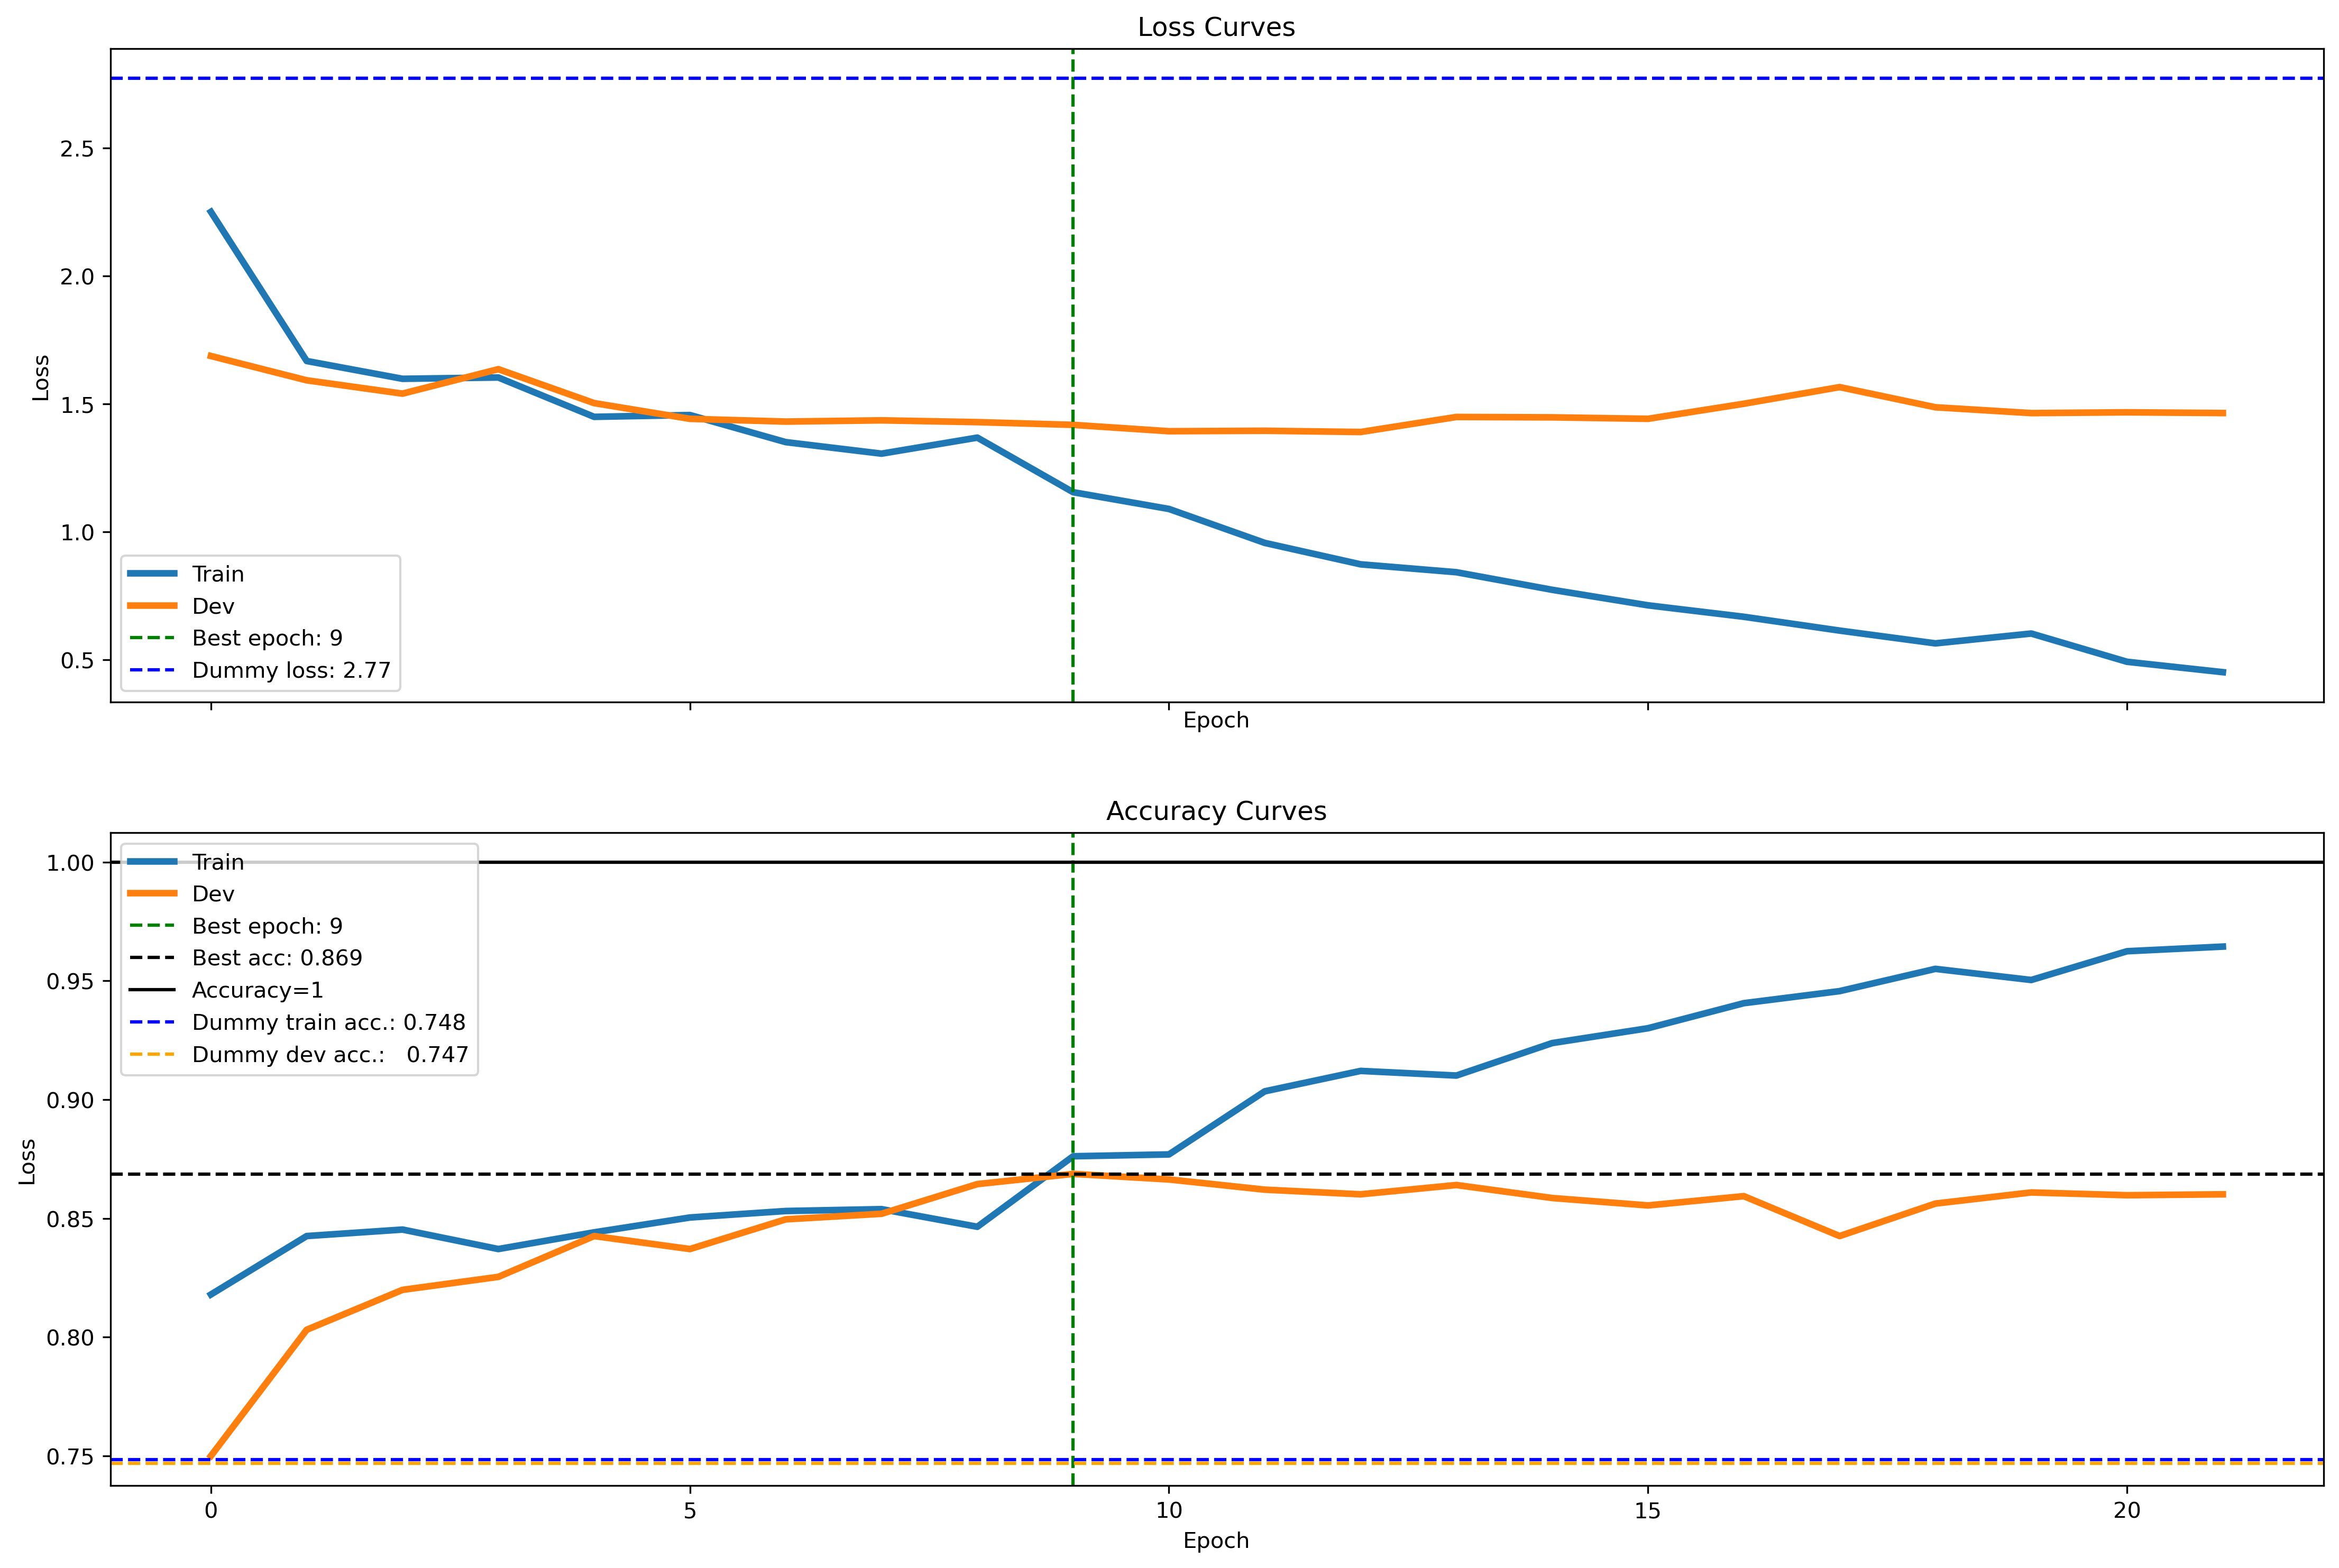 Loss Curves
Loss
2.5
2.0
1.5
1.0
0.5
Train
Dev
Best epoch: 9
Dummy loss: 2.77
Epoch
Accuracy Curves
Loss
1.00
0.95
0.90
0.85
0.80
0.75
Train
Dev
Best epoch: 9
Best acc: 0.869
Accuracy=1
Dummy train acc.: 0.748
Dummy dev acc.:   0.747
0 5 10 15 20
Epoch